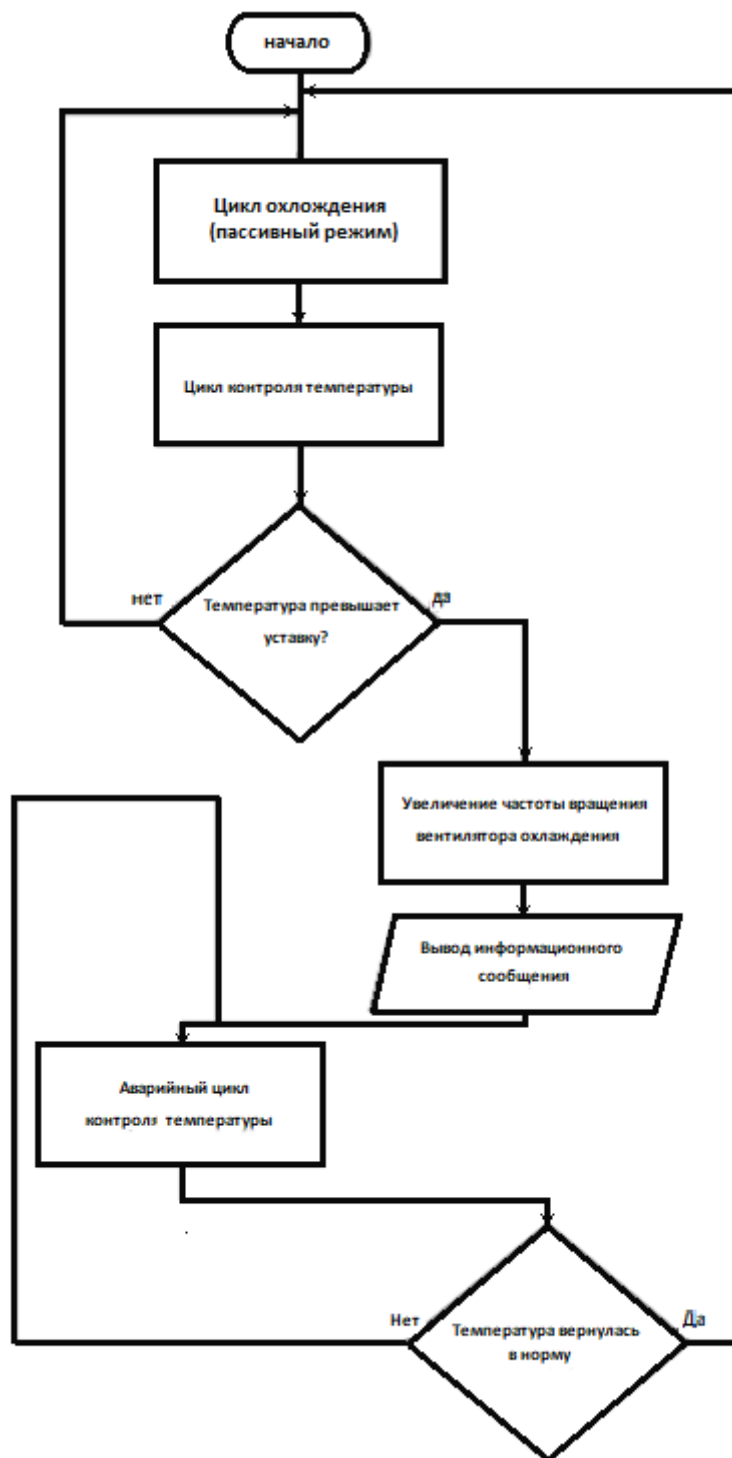 начало
Цикл охлождения
(пассивный режим)
Цикл контроля температуры
нет
да
Температура превышает
уставку?
Увеличение частоты вращения
вентилятора охлаждения
Вывод информационного
сообщения
Аварийный цикл
контроля температуры
Нет
Да
Температура вернулась
в норму